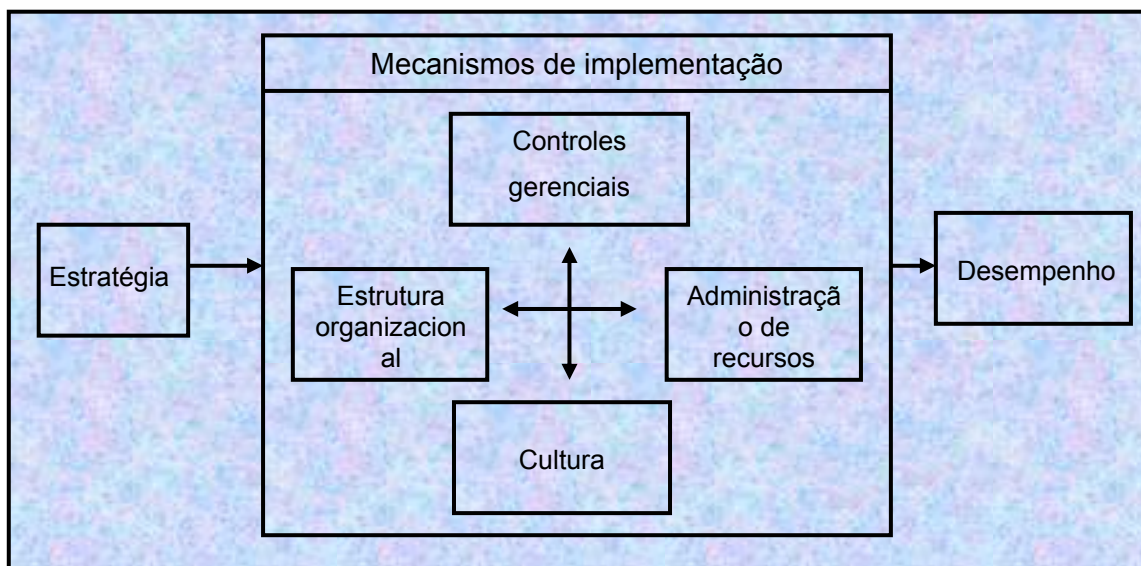 Mecanismos de implementação
Controles
gerenciais
Estratégia
Estrutura
organizacion
al
Administraçã
o de
recursos
Desempenho
Cultura